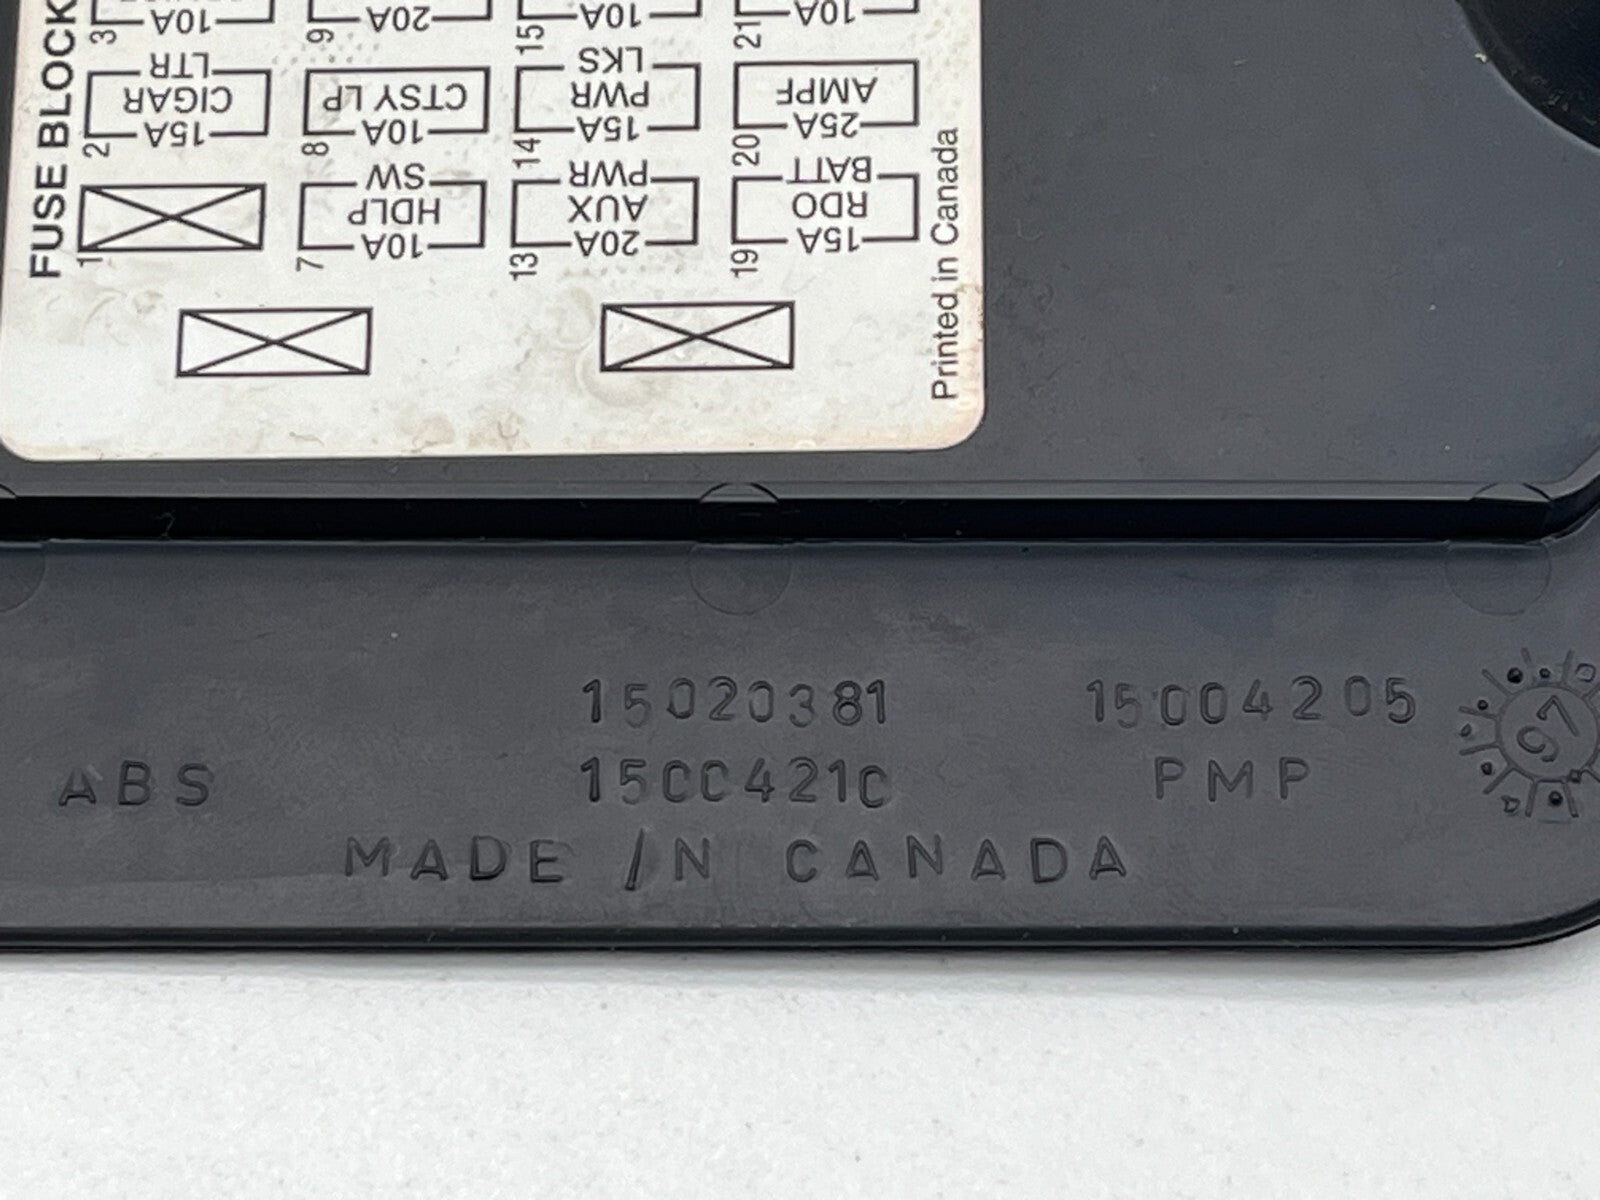 FUSE BLOCK
3
10A
9
20A
15
10A
21
10A
2
15A
CIGAR
LTR
8
10A
CTSY LP
14
15A
PWR
LKS
20
25A
AMPF
1
7
10A
HDLP
SW
13
20A
AUX
PWR
19
15A
RDO
BATT
Printed in Canada
15020381 15004205
ABS 15004210 PMP
MADE IN CANADA
97